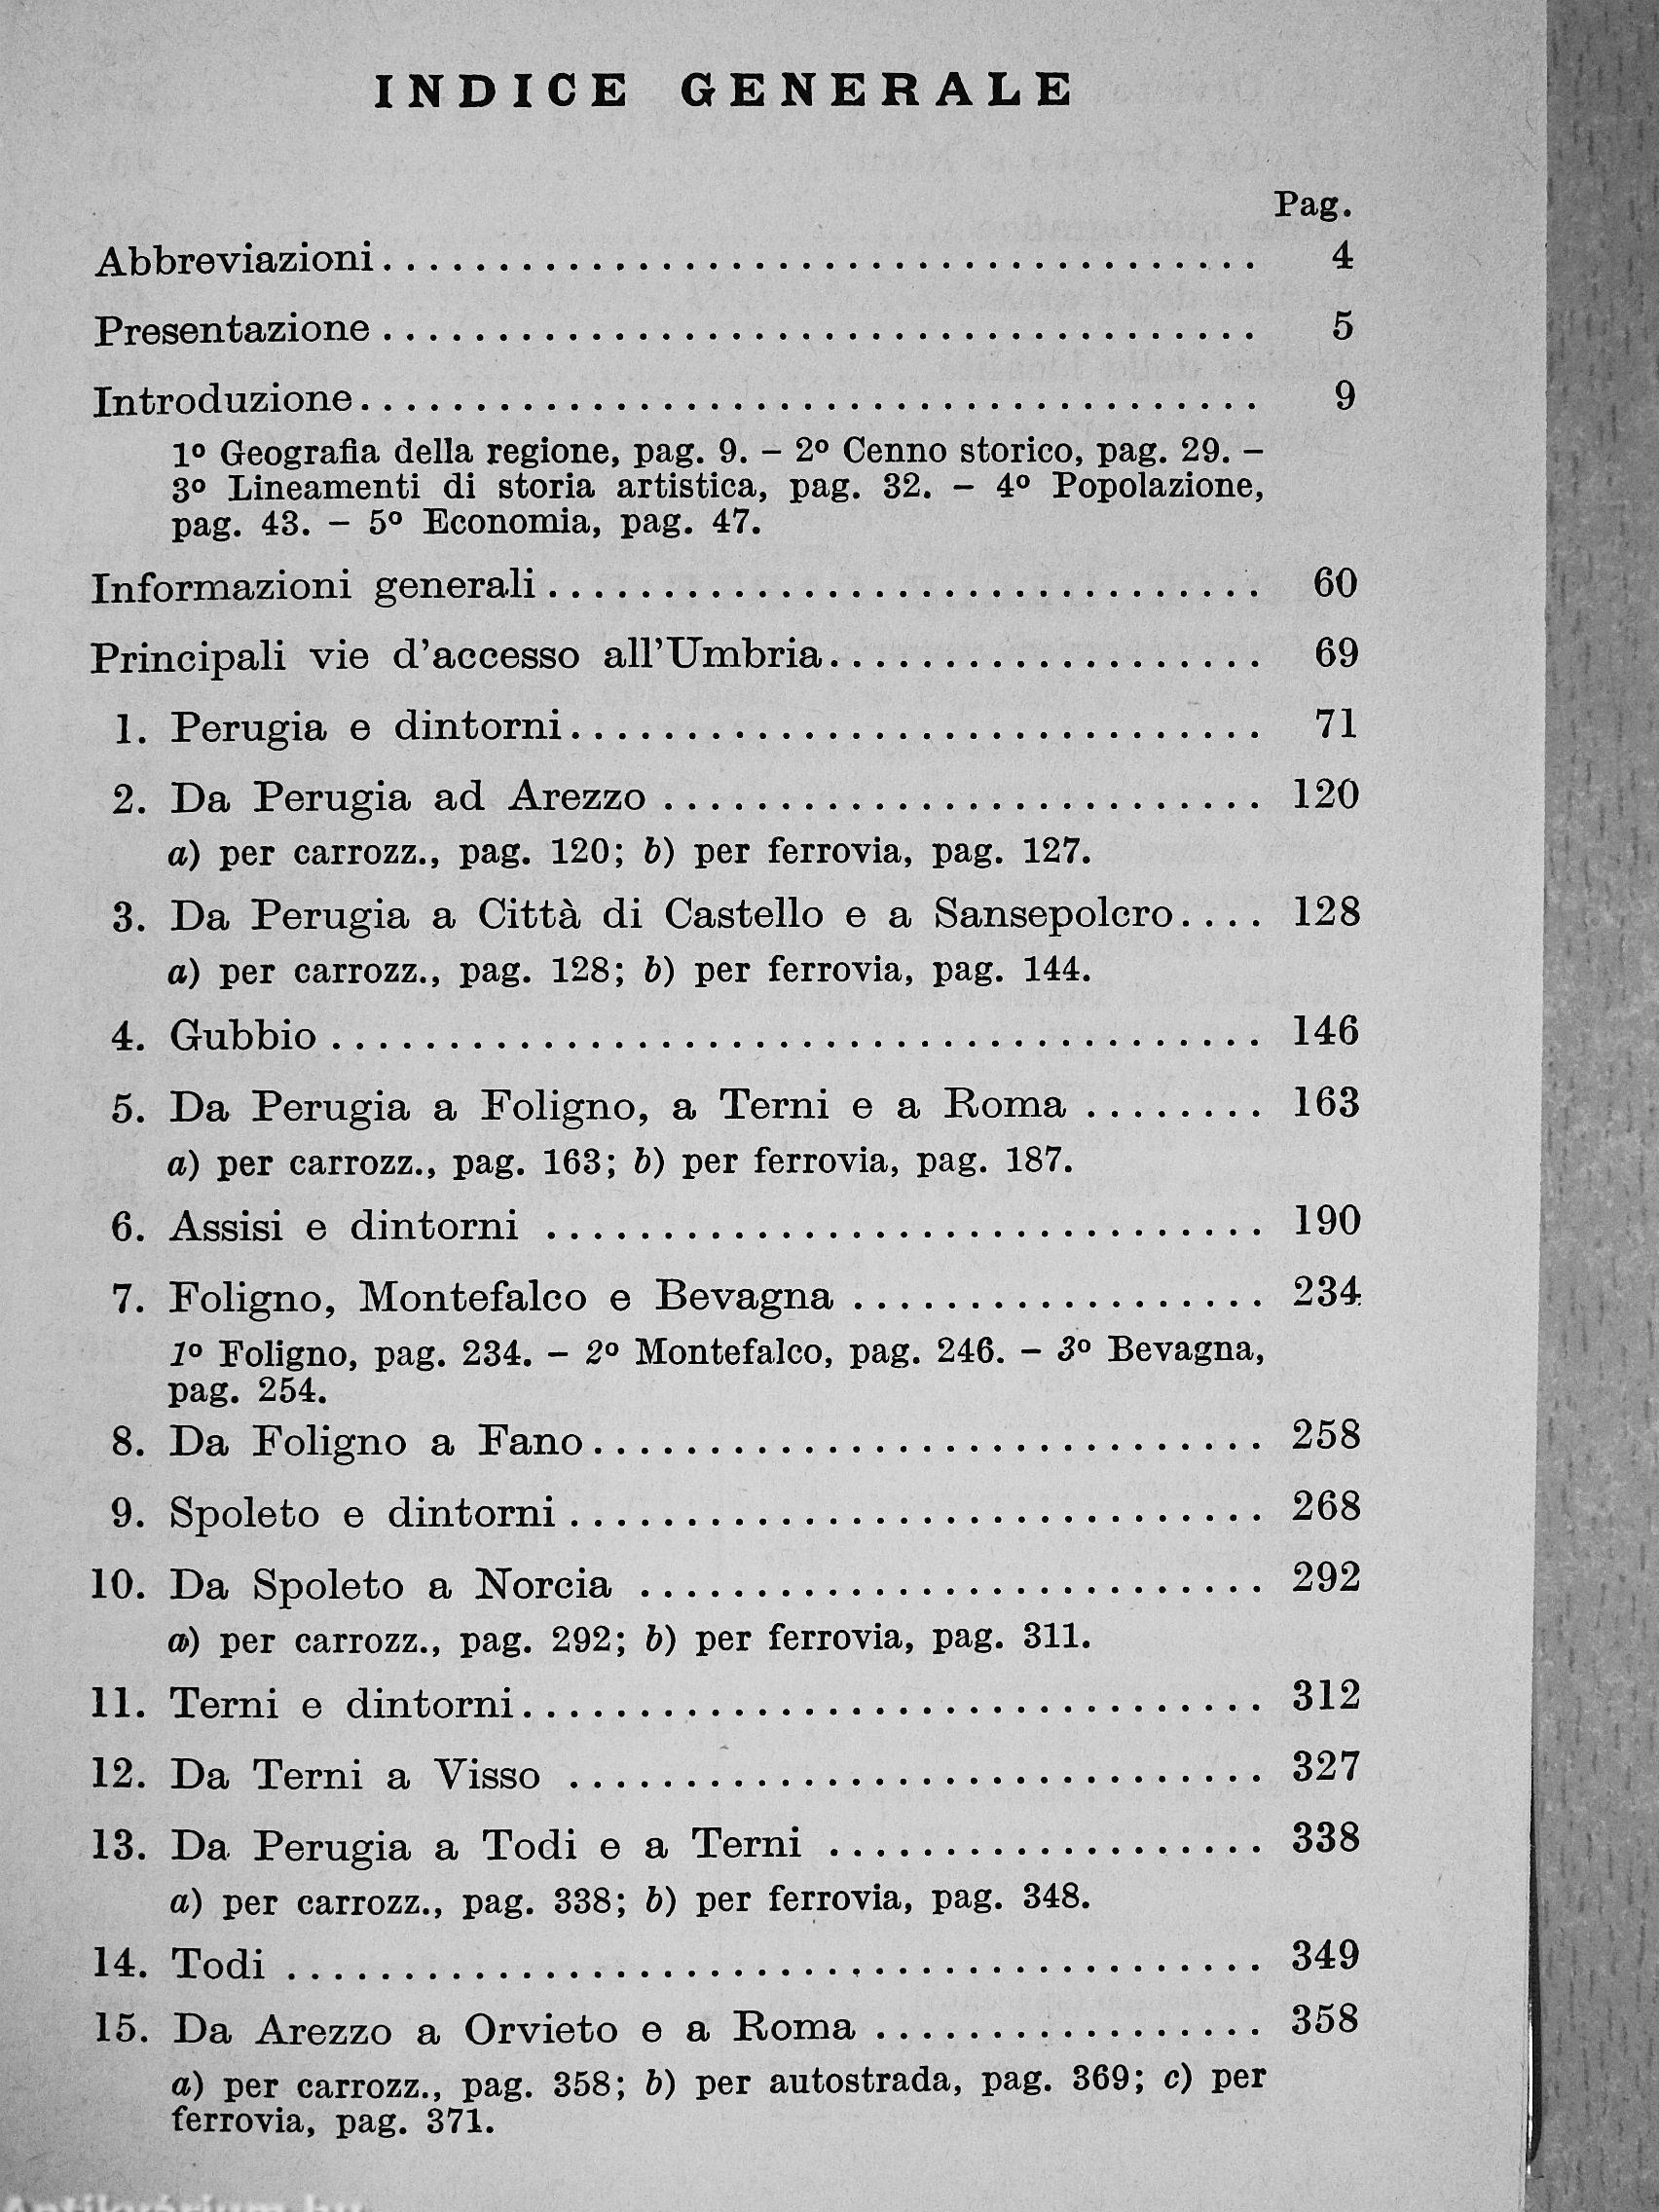 INDICE GENERALE
Pag.
Abbreviazioni........................................ 4
Presentazione ....................................... 5
Introduzione........................................ 9
1º Geografia della regione, pag. 9. – 2º Cenno storico, pag. 29. –
3º Lineamenti di storia artistica, pag. 32. – 4º Popolazione,
pag. 43. – 5º Economia, pag. 47.
Informazioni generali ............................... 60
Principali vie d'accesso all'Umbria................... 69
1. Perugia e dintorni.............................. 71
2. Da Perugia ad Arezzo .......................... 120
a) per carrozz., pag. 120; b) per ferrovia, pag. 127.
3. Da Perugia a Città di Castello e a Sansepolcro.... 128
a) per carrozz., pag. 128; b) per ferrovia, pag. 144.
4. Gubbio ........................................ 146
5. Da Perugia a Foligno, a Terni e a Roma ........ 163
a) per carrozz., pag. 163; b) per ferrovia, pag. 187.
6. Assisi e dintorni ............................... 190
7. Foligno, Montefalco e Bevagna .................. 234
1º Foligno, pag. 234. – 2º Montefalco, pag. 246. – 3º Bevagna,
pag. 254.
8. Da Foligno a Fano............................. 258
9. Spoleto e dintorni .............................. 268
10. Da Spoleto a Norcia ........................... 292
a) per carrozz., pag. 292; b) per ferrovia, pag. 311.
11. Terni e dintorni................................ 312
12. Da Terni a Visso .............................. 327
13. Da Perugia a Todi e a Terni ................... 338
a) per carrozz., pag. 338; b) per ferrovia, pag. 348.
14. Todi .......................................... 349
15. Da Arezzo a Orvieto e a Roma ................. 358
a) per carrozz., pag. 358; b) per autostrada, pag. 369; c) per
ferrovia, pag. 371.